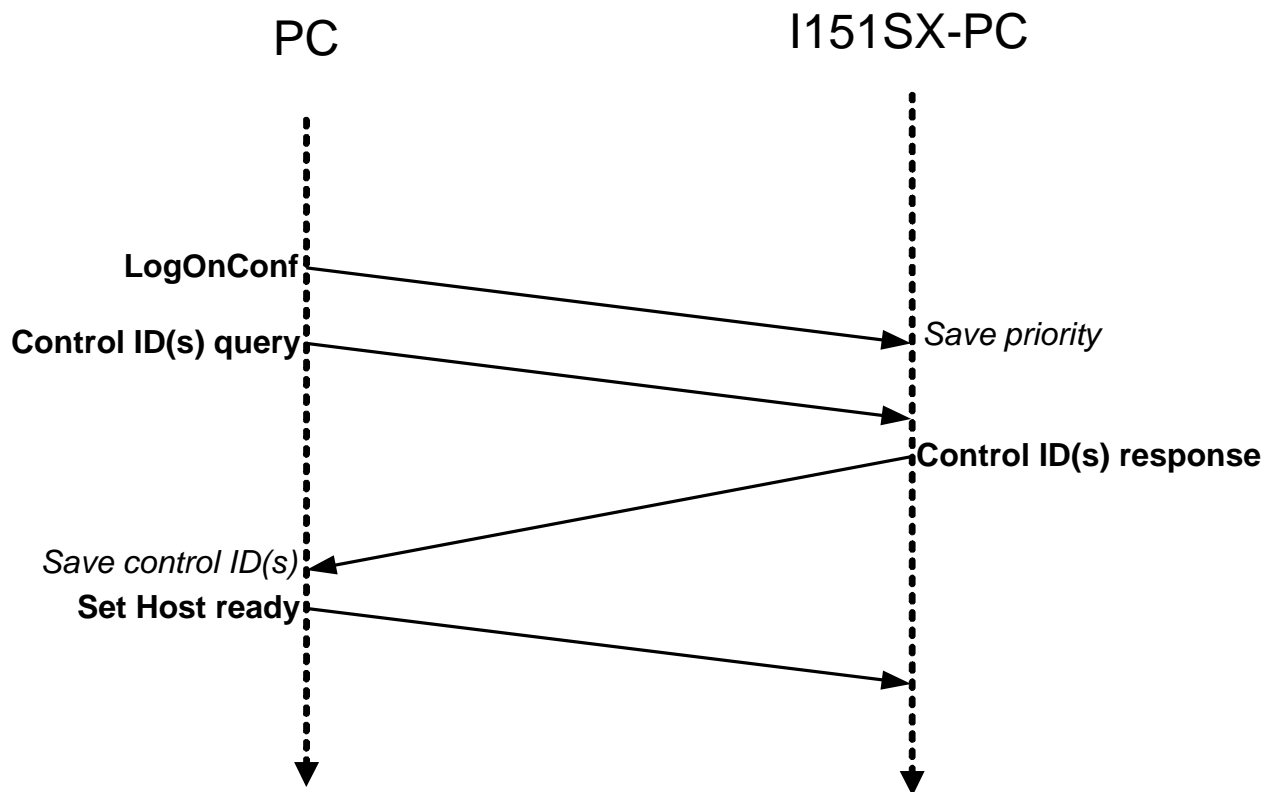 PC
I151SX-PC
LogOnConf
Control ID(s) query
Save priority
Control ID(s) response
Save control ID(s)
Set Host ready